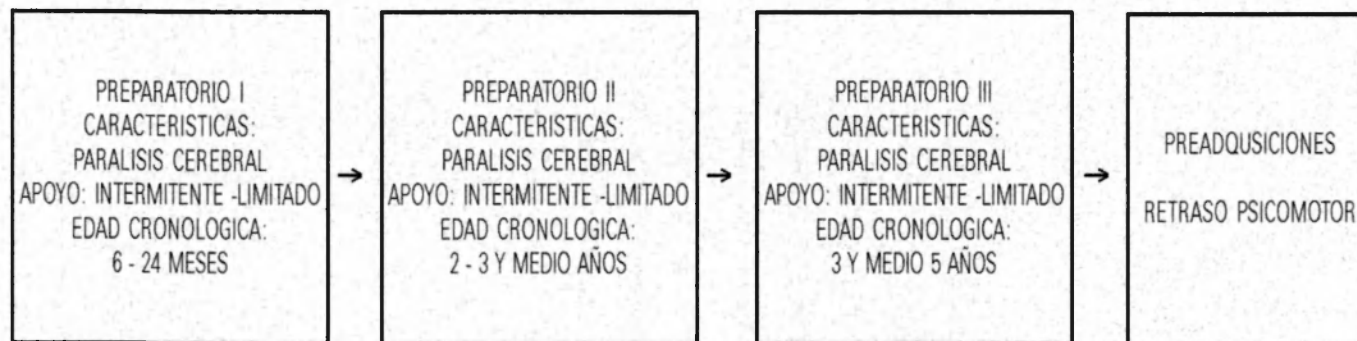 PREPARATORIO I
CARACTERISTICAS:
PARALISIS CEREBRAL
APOYO: INTERMITENTE -LIMITADO
EDAD CRONOLOGICA:
6 - 24 MESES
PREPARATORIO II
CARACTERISTICAS:
PARALISIS CEREBRAL
APOYO: INTERMITENTE -LIMITADO
EDAD CRONOLOGICA:
2 - 3 Y MEDIO AÑOS
PREPARATORIO III
CARACTERISTICAS:
PARALISIS CEREBRAL
APOYO: INTERMITENTE -LIMITADO
EDAD CRONOLOGICA:
3 Y MEDIO 5 AÑOS
PREADQUSICIONES
RETRASO PSICOMOTOR